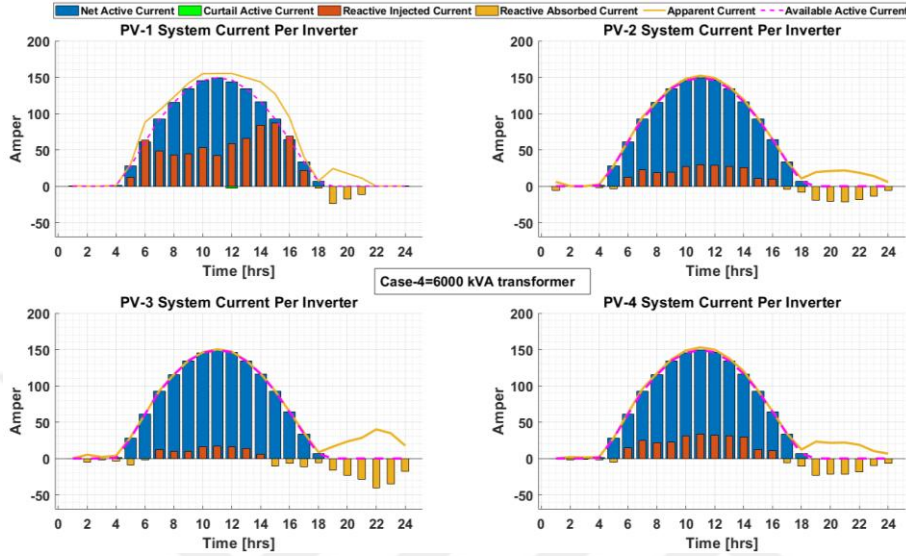 Net Active Current Curtail Active Current Reactive Injected Current Reactive Absorbed Current Apparent Current Available Active Current
PV-1 System Current Per Inverter
200
150
100
50
0
-50
Amper
0 2 4 6 8 10 12 14 16 18 20 22 24
Time [hrs]
PV-2 System Current Per Inverter
200
150
100
50
0
-50
Amper
0 2 4 6 8 10 12 14 16 18 20 22 24
Time [hrs]
Case-4=6000 kVA transformer
PV-3 System Current Per Inverter
200
150
100
50
0
-50
Amper
0 2 4 6 8 10 12 14 16 18 20 22 24
Time [hrs]
PV-4 System Current Per Inverter
200
150
100
50
0
-50
Amper
0 2 4 6 8 10 12 14 16 18 20 22 24
Time [hrs]